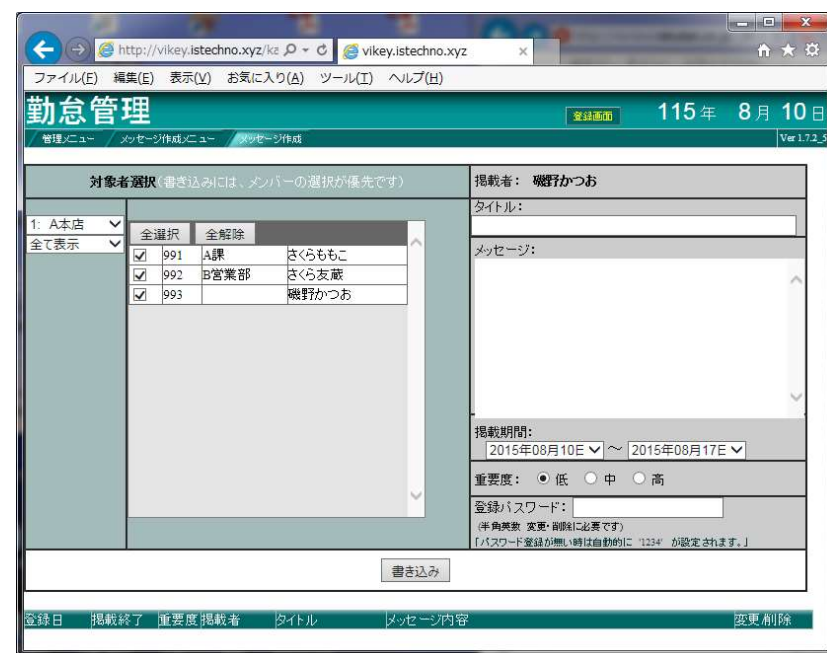 http://vikey.istechno.xyz/ka
vikey.istechno.xyz
ファイル(F) 編集(E) 表示(V) お気に入り(A) ツール(T) ヘルプ(H)
勤怠管理
登録画面 115年 8月 10日
管理メニュー メッセージ作成メニュー メッセージ作成
Ver 1.7.2_5
対象者選択(書き込みには、メンバーの選択が優先です)
1: A本店
全て表示
全選択 全解除
991 A課 さくらももこ
992 B営業部 さくら友蔵
993 磯野かつお
掲載者: 磯野かつお
タイトル:
メッセージ:
掲載期間:
2015年08月10E ~ 2015年08月17E
重要度: 低 中 高
登録パスワード:
(半角英数 変更・削除に必要です)
「パスワード登録が無い時は自動的に '1234' が設定されます。」
書き込み
登録日 掲載終了 重要度 掲載者 タイトル メッセージ内容 変更/削除